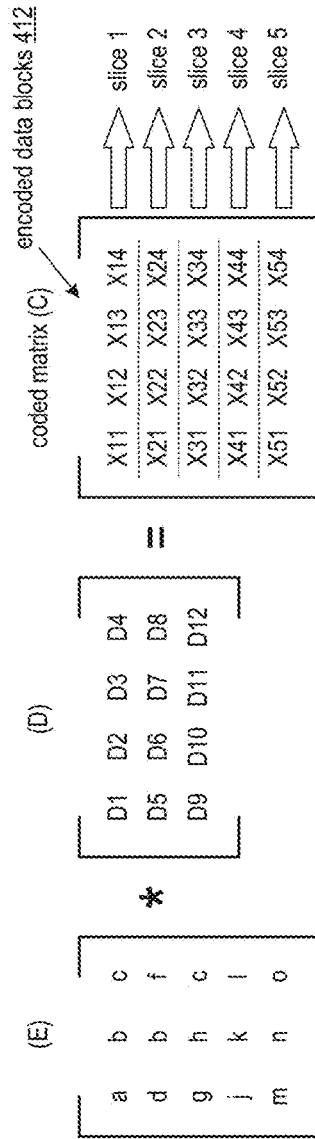 (E)
a b c
d b f
g h c
j k l
m n o
*
(D)
D1 D2 D3 D4
D5 D6 D7 D8
D9 D10 D11 D12
=
coded matrix (C)
encoded data blocks 412
X11 X12 X13 X14
X21 X22 X23 X24
X31 X32 X33 X34
X41 X42 X43 X44
X51 X52 X53 X54
slice 1
slice 2
slice 3
slice 4
slice 5